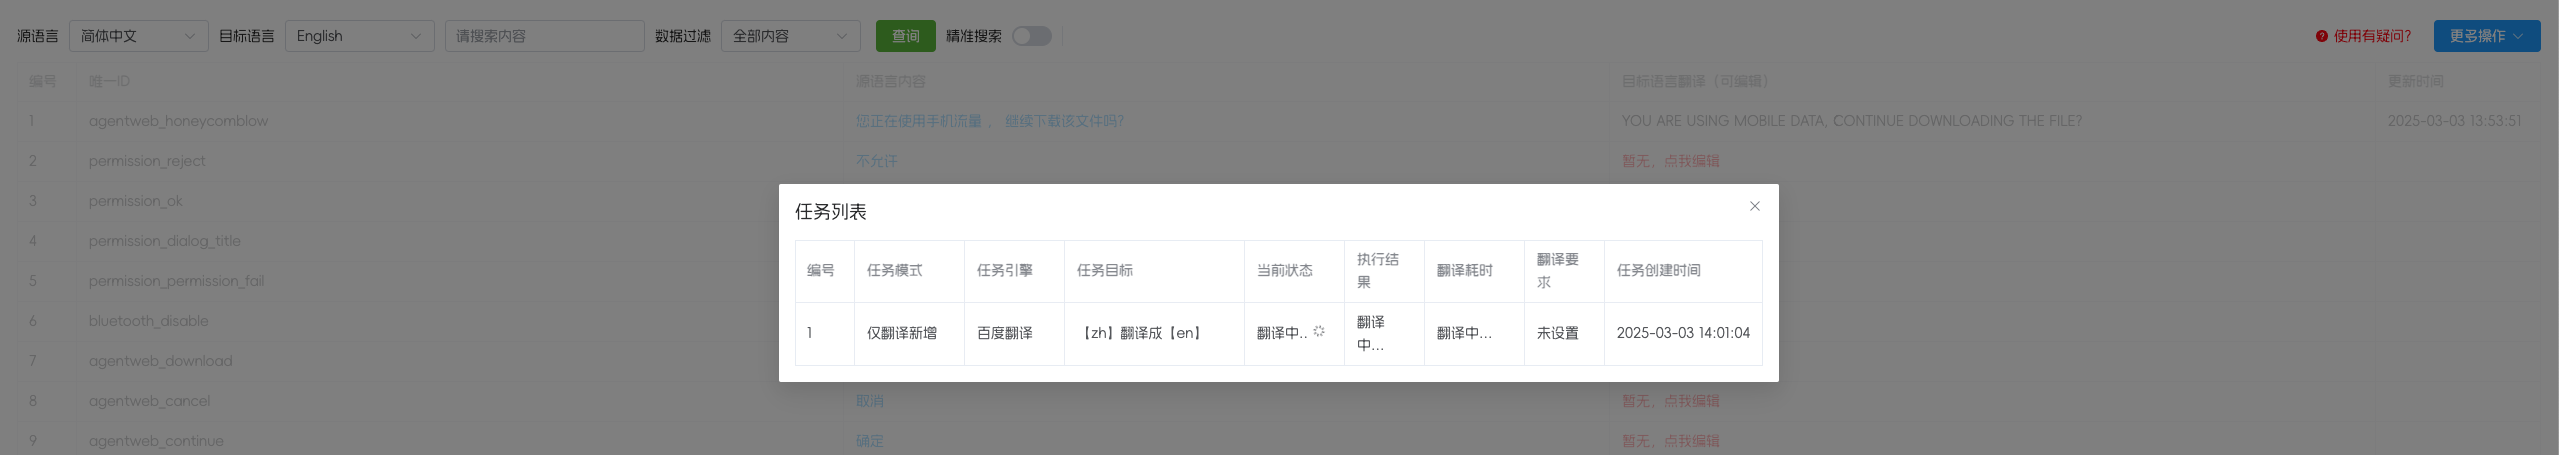 源语言 简体中文 目标语言 English 请搜索内容 数据过滤 全部内容 查询 精准搜索 使用有疑问? 更多操作
编号 唯一ID 源语言内容 目标语言翻译（可编辑） 更新时间
1 agentweb_honeycomblow 您正在使用手机流量， 继续下载该文件吗? YOU ARE USING MOBILE DATA, CONTINUE DOWNLOADING THE FILE? 2025-03-03 13:53:51
2 permission_reject 不允许 暂无，点我编辑
3 permission_ok
4 permission_dialog_title
5 permission_permission_fail
6 bluetooth_disable
7 agentweb_download
8 agentweb_cancel 取消 暂无，点我编辑
9 agentweb_continue 确定 暂无，点我编辑
任务列表
编号 任务模式 任务引擎 任务目标 当前状态 执行结果 翻译耗时 翻译要求 任务创建时间
1 仅翻译新增 百度翻译 【zh】翻译成【en】 翻译中.. 翻译中... 翻译中... 未设置 2025-03-03 14:01:04